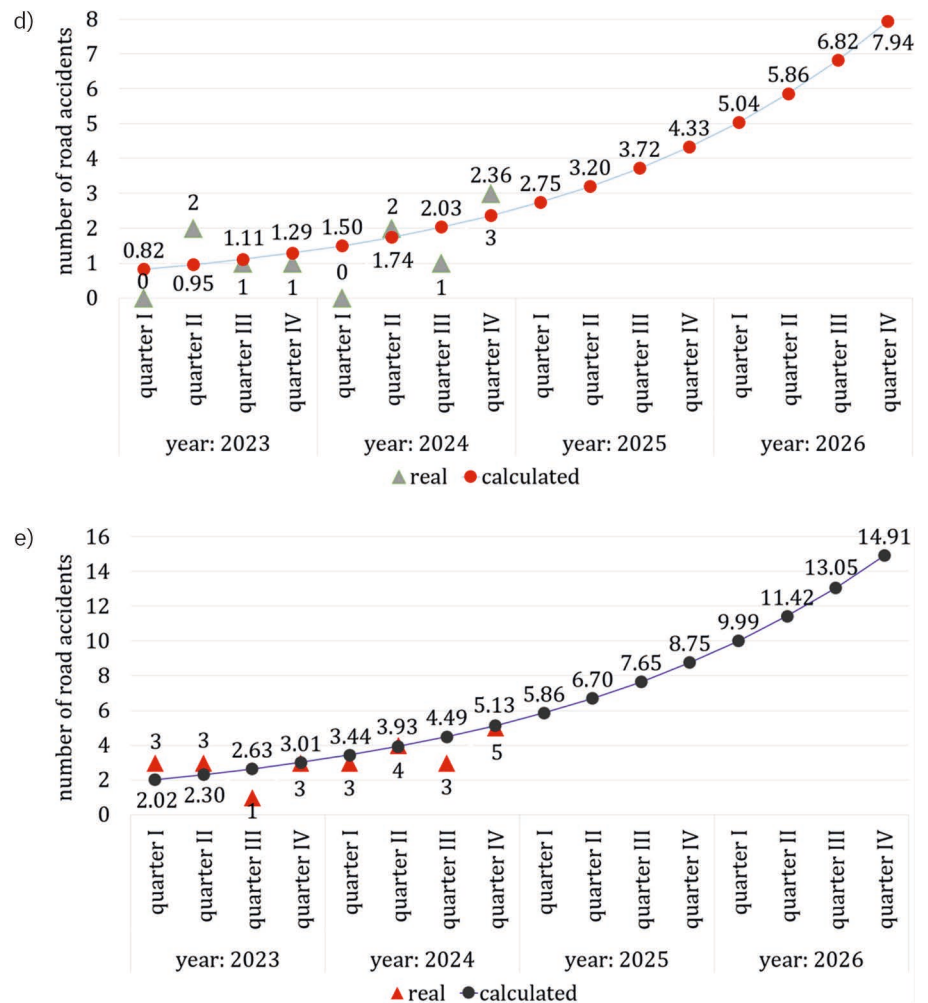 d)
number of road accidents
8
7
6
5
4
3
2
1
0
0.82
0
2
0.95
1.11
1
1.29
1
1.50
0
2
1.74
2.03
1
2.36
3
2.75
3.20
3.72
4.33
5.04
5.86
6.82
7.94
quarter I
quarter II
quarter III
quarter IV
quarter I
quarter II
quarter III
quarter IV
quarter I
quarter II
quarter III
quarter IV
quarter I
quarter II
quarter III
quarter IV
year: 2023
year: 2024
year: 2025
year: 2026
real
calculated
e)
number of road accidents
16
14
12
10
8
6
4
2
0
3
2.02
3
2.30
2.63
1
3.01
3
3.44
3
3.93
4
4.49
3
5.13
5
5.86
6.70
7.65
8.75
9.99
11.42
13.05
14.91
quarter I
quarter II
quarter III
quarter IV
quarter I
quarter II
quarter III
quarter IV
quarter I
quarter II
quarter III
quarter IV
quarter I
quarter II
quarter III
quarter IV
year: 2023
year: 2024
year: 2025
year: 2026
real
calculated